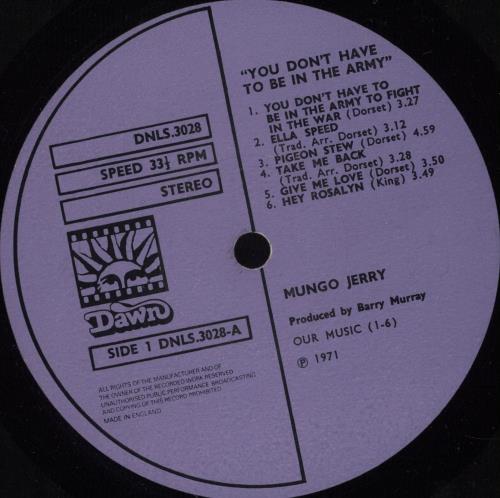 "YOU DON'T HAVE
TO BE IN THE ARMY"
1. YOU DON'T HAVE TO
BE IN THE ARMY TO FIGHT
IN THE WAR (Dorset) 3.27
2. ELLA SPEED
(Trad. Arr. Dorset) 3.12
3. PIGEON STEW (Dorset) 4.59
4. TAKE ME BACK
(Trad. Arr. Dorset) 3.28
5. GIVE ME LOVE (Dorset) 3.50
6. HEY ROSALYN (King) 3.49
DNLS.3028
SPEED 33⅓ RPM
STEREO
Dawn
SIDE 1 DNLS.3028-A
ALL RIGHTS OF THE MANUFACTURER AND OF
THE OWNER OF THE RECORDED WORK RESERVED
UNAUTHORISED PUBLIC PERFORMANCE BROADCASTING
AND COPYING OF THIS RECORD PROHIBITED
MADE IN ENGLAND
MUNGO JERRY
Produced by Barry Murray
OUR MUSIC (1-6)
℗ 1971